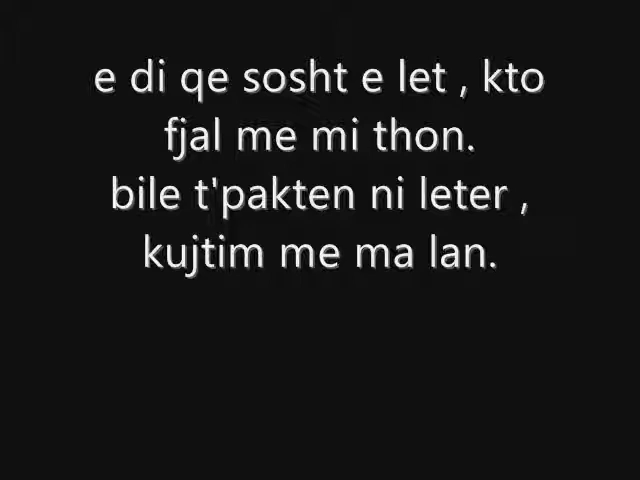 e di qe sosht e let , kto
fjal me mi thon.
bile t'pakten ni leter ,
kujtim me ma lan.